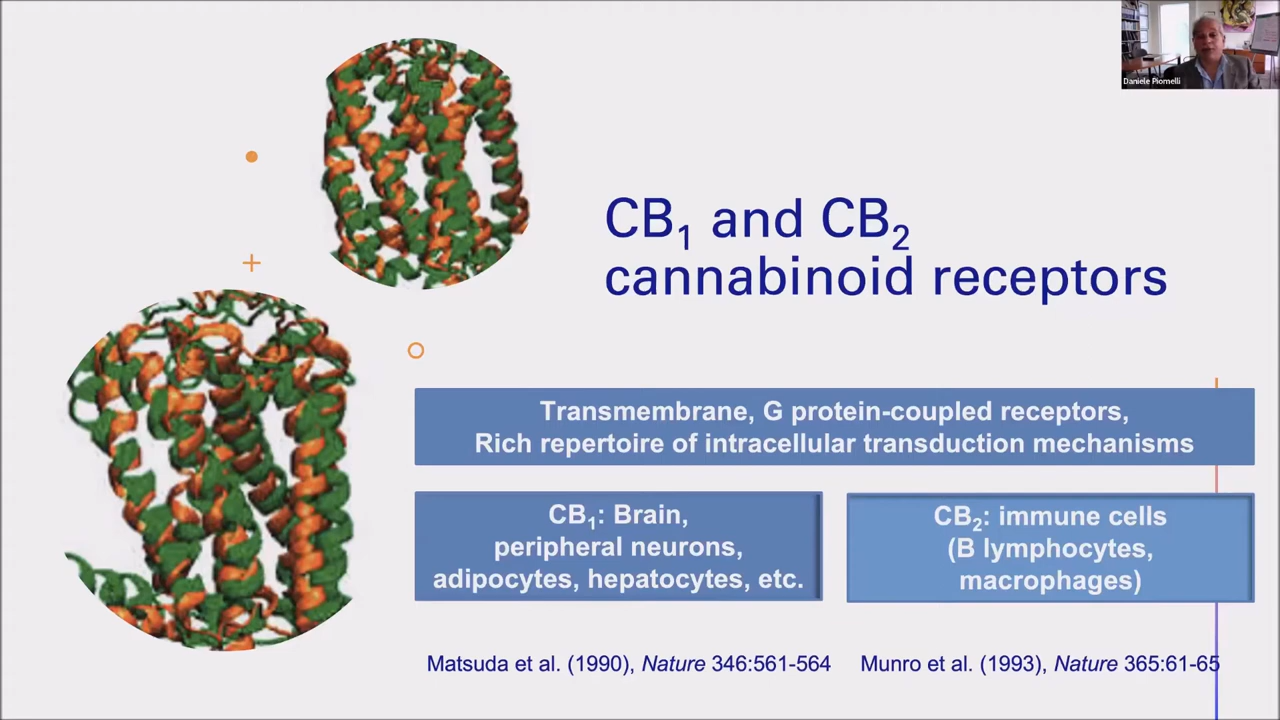 Daniele Piomelli
CB₁ and CB₂
cannabinoid receptors
Transmembrane, G protein-coupled receptors,
Rich repertoire of intracellular transduction mechanisms
CB₁: Brain,
peripheral neurons,
adipocytes, hepatocytes, etc.
CB₂: immune cells
(B lymphocytes,
macrophages)
Matsuda et al. (1990), Nature 346:561-564
Munro et al. (1993), Nature 365:61-65